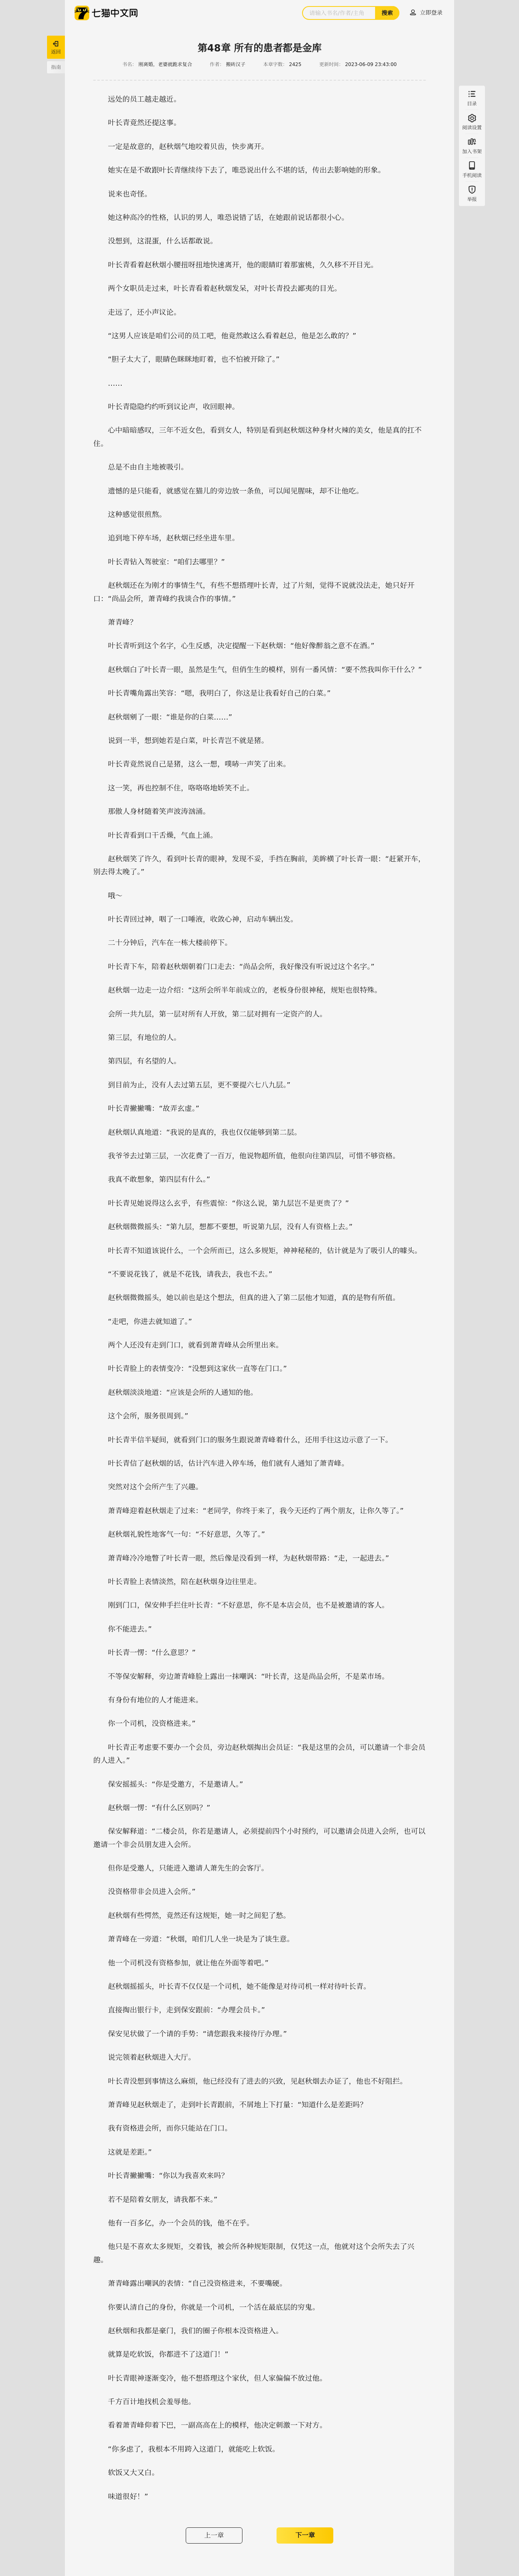 七猫中文网
请输入书名/作者/主角
搜索
立即登录
返回
目录
阅读设置
加入书架
手机阅读
举报
第48章 所有的患者都是金库
作者：
本章字数： 2425
更新时间： 2023-06-09 23:43:00
远处的员工越走越近。
叶长青竟然还提这事。
一定是故意的，赵秋烟气地咬着贝齿，快步离开。
她实在是不敢跟叶长青继续待下去了，唯恐说出什么不堪的话，传出去影响她的形象。
说来也奇怪。
她这种高冷的性格，认识的男人，唯恐说错了话，在她跟前说话都很小心。
没想到，这混蛋，什么话都敢说。
叶长青看着赵秋烟小腰扭呀扭地快速离开，他的眼睛盯着那蜜桃，久久移不开目光。
两个女职员走过来，叶长青看着赵秋烟发呆，对叶长青投去鄙夷的目光。
走远了，还小声议论。
“这男人应该是咱们公司的员工吧，他竟然敢这么看着赵总，他是怎么敢的？”
“胆子太大了，眼睛色眯眯地盯着，也不怕被开除了。”
……
叶长青隐隐约约听到议论声，收回眼神。
心中暗暗感叹，三年不近女色，看到女人，特别是看到赵秋烟这种身材火辣的美女，他是真的扛不
住。
总是不由自主地被吸引。
遗憾的是只能看，就感觉在猫儿的旁边放一条鱼，可以闻见腥味，却不让他吃。
这种感觉很煎熬。
追到地下停车场，赵秋烟已经坐进车里。
叶长青钻入驾驶室：“咱们去哪里？”
赵秋烟还在为刚才的事情生气，有些不想搭理叶长青，过了片刻，觉得不说就没法走，她只好开
口：“尚品会所，萧青峰约我谈合作的事情。”
萧青峰？
叶长青听到这个名字，心生反感，决定提醒一下赵秋烟：“他好像醉翁之意不在酒。”
赵秋烟白了叶长青一眼，虽然是生气，但俏生生的模样，别有一番风情：“要不然我叫你干什么？”
叶长青嘴角露出笑容：“嗯，我明白了，你这是让我看好自己的白菜。”
赵秋烟剜了一眼：“谁是你的白菜……”
说到一半，想到她若是白菜，叶长青岂不就是猪。
叶长青竟然说自己是猪，这么一想，噗嗤一声笑了出来。
这一笑，再也控制不住，咯咯咯地娇笑不止。
那傲人身材随着笑声波涛汹涌。
叶长青看到口干舌燥，气血上涌。
赵秋烟笑了许久，看到叶长青的眼神，发现不妥，手挡在胸前，美眸横了叶长青一眼：“赶紧开车，
别去得太晚了。”
哦～
叶长青回过神，咽了一口唾液，收敛心神，启动车辆出发。
二十分钟后，汽车在一栋大楼前停下。
叶长青下车，陪着赵秋烟朝着门口走去：“尚品会所，我好像没有听说过这个名字。”
赵秋烟一边走一边介绍：“这所会所半年前成立的，老板身份很神秘，规矩也很特殊。
会所一共九层，第一层对所有人开放，第二层对拥有一定资产的人。
第三层，有地位的人。
第四层，有名望的人。
到目前为止，没有人去过第五层，更不要提六七八九层。”
叶长青撇撇嘴：“故弄玄虚。”
赵秋烟认真地道：“我说的是真的，我也仅仅能够到第二层。
我爷爷去过第三层，一次花费了一百万，他说物超所值，他很向往第四层，可惜不够资格。
我真不敢想象，第四层有什么。”
叶长青见她说得这么玄乎，有些震惊：“你这么说，第九层岂不是更贵了？”
赵秋烟微微摇头：“第九层，想都不要想，听说第九层，没有人有资格上去。”
叶长青不知道该说什么，一个会所而已，这么多规矩，神神秘秘的，估计就是为了吸引人的噱头。
“不要说花钱了，就是不花钱，请我去，我也不去。”
赵秋烟微微摇头，她以前也是这个想法，但真的进入了第二层他才知道，真的是物有所值。
“走吧，你进去就知道了。”
两个人还没有走到门口，就看到萧青峰从会所里出来。
叶长青脸上的表情变冷：“没想到这家伙一直等在门口。”
赵秋烟淡淡地道：“应该是会所的人通知的他。
这个会所，服务很周到。”
叶长青半信半疑间，就看到门口的服务生跟说萧青峰着什么，还用手往这边示意了一下。
叶长青信了赵秋烟的话，估计汽车进入停车场，他们就有人通知了萧青峰。
突然对这个会所产生了兴趣。
萧青峰迎着赵秋烟走了过来：“老同学，你终于来了，我今天还约了两个朋友，让你久等了。”
赵秋烟礼貌性地客气一句：“不好意思，久等了。”
萧青峰冷冷地瞥了叶长青一眼，然后像是没看到一样，为赵秋烟带路：“走，一起进去。”
叶长青脸上表情淡然，陪在赵秋烟身边往里走。
刚到门口，保安伸手拦住叶长青：“不好意思，你不是本店会员，也不是被邀请的客人。
你不能进去。”
叶长青一愣：“什么意思？”
不等保安解释，旁边萧青峰脸上露出一抹嘲讽：“叶长青，这是尚品会所，不是菜市场。
有身份有地位的人才能进来。
你一个司机，没资格进来。”
叶长青正考虑要不要办一个会员，旁边赵秋烟掏出会员证：“我是这里的会员，可以邀请一个非会员
的人进入。”
保安摇摇头：“你是受邀方，不是邀请人。”
赵秋烟一愣：“有什么区别吗？”
保安解释道：“二楼会员，你若是邀请人，必须提前四个小时预约，可以邀请会员进入会所，也可以
邀请一个非会员朋友进入会所。
但你是受邀人，只能进入邀请人萧先生的会客厅。
没资格带非会员进入会所。”
赵秋烟有些愕然，竟然还有这规矩，她一时之间犯了愁。
萧青峰在一旁道：“秋烟，咱们几人坐一块是为了谈生意。
他一个司机没有资格参加，就让他在外面等着吧。”
赵秋烟摇摇头，叶长青不仅仅是一个司机，她不能像是对待司机一样对待叶长青。
直接掏出银行卡，走到保安跟前：“办理会员卡。”
保安见状做了一个请的手势：“请您跟我来接待厅办理。”
说完领着赵秋烟进入大厅。
叶长青没想到事情这么麻烦，他已经没有了进去的兴致，见赵秋烟去办证了，他也不好阻拦。
萧青峰见赵秋烟走了，走到叶长青跟前，不屑地上下打量：“知道什么是差距吗？
我有资格进会所，而你只能站在门口。
这就是差距。”
叶长青撇撇嘴：“你以为我喜欢来吗？
若不是陪着女朋友，请我都不来。”
他有一百多亿，办一个会员的钱，他不在乎。
他只是不喜欢太多规矩，交着钱，被会所各种规矩限制，仅凭这一点，他就对这个会所失去了兴
趣。
萧青峰露出嘲讽的表情：“自己没资格进来，不要嘴硬。
你要认清自己的身份，你就是一个司机，一个活在最底层的穷鬼。
赵秋烟和我都是豪门，我们的圈子你根本没资格进入。
就算是吃软饭，你都进不了这道门！”
叶长青眼神逐渐变冷，他不想搭理这个家伙，但人家偏偏不放过他。
千方百计地找机会羞辱他。
看着萧青峰仰着下巴，一副高高在上的模样，他决定刺激一下对方。
“你多虑了，我根本不用跨入这道门，就能吃上软饭。
软饭又大又白。
味道很好！”
上一章
下一章